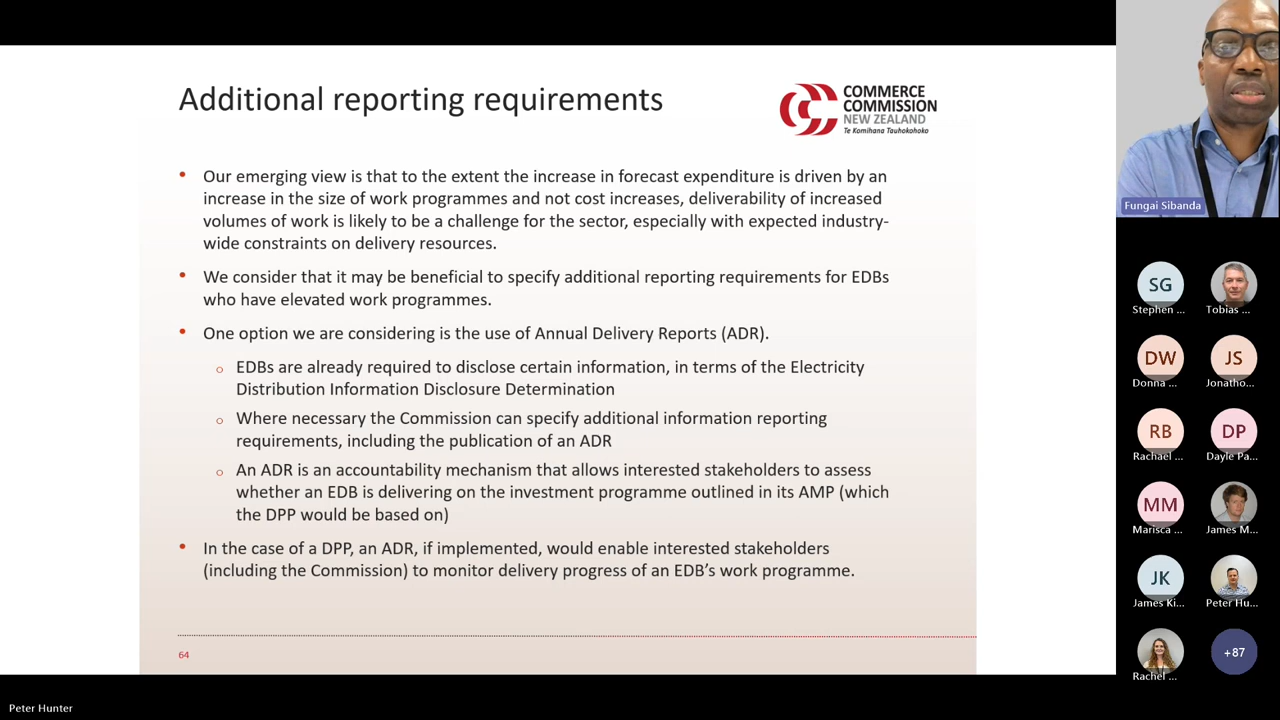 Additional reporting requirements
COMMERCE
COMMISSION
NEW ZEALAND
Te Komihana Tauhokohoko
• Our emerging view is that to the extent the increase in forecast expenditure is driven by an
increase in the size of work programmes and not cost increases, deliverability of increased
volumes of work is likely to be a challenge for the sector, especially with expected industry-
wide constraints on delivery resources.
• We consider that it may be beneficial to specify additional reporting requirements for EDBs
who have elevated work programmes.
• One option we are considering is the use of Annual Delivery Reports (ADR).
o EDBs are already required to disclose certain information, in terms of the Electricity
Distribution Information Disclosure Determination
o Where necessary the Commission can specify additional information reporting
requirements, including the publication of an ADR
o An ADR is an accountability mechanism that allows interested stakeholders to assess
whether an EDB is delivering on the investment programme outlined in its AMP (which
the DPP would be based on)
• In the case of a DPP, an ADR, if implemented, would enable interested stakeholders
(including the Commission) to monitor delivery progress of an EDB's work programme.
64
Peter Hunter
Fungai Sibanda
SG
Stephen ...
Tobias ...
DW
Donna ...
JS
Jonatho...
RB
Rachael ...
DP
Dayle Pa...
MM
Marisca ...
James M...
JK
James Ki...
Peter Hu...
Rachel ...
+87